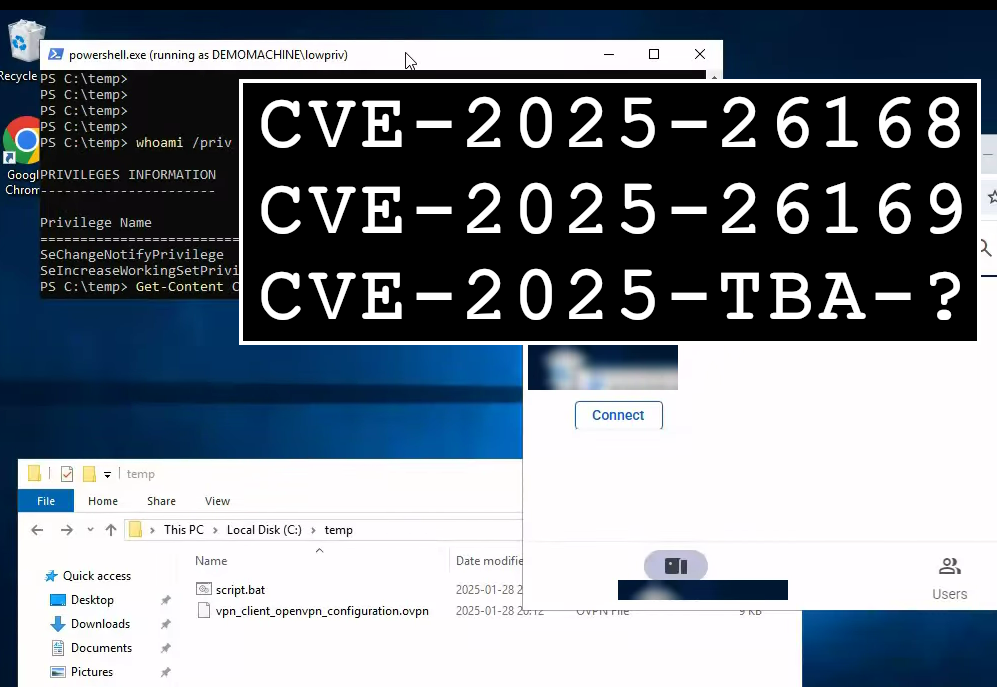 Recycle
powershell.exe (running as DEMOMACHINE\lowpriv)
PS C:\temp>
PS C:\temp>
PS C:\temp>
PS C:\temp>
PS C:\temp> whoami /priv
PRIVILEGES INFORMATION
----------------------
Privilege Name
=========================
SeChangeNotifyPrivilege
SeIncreaseWorkingSetPrivi
PS C:\temp> Get-Content C
Googl
Chrom
CVE-2025-26168
CVE-2025-26169
CVE-2025-TBA-?
Connect
Users
temp
File Home Share View
This PC > Local Disk (C:) > temp
Name Date modifie
Quick access
Desktop
Downloads
Documents
Pictures
script.bat 2025-01-28 2
vpn_client_openvpn_configuration.ovpn 2025-01-28 20:12 OVPN File 9 KB